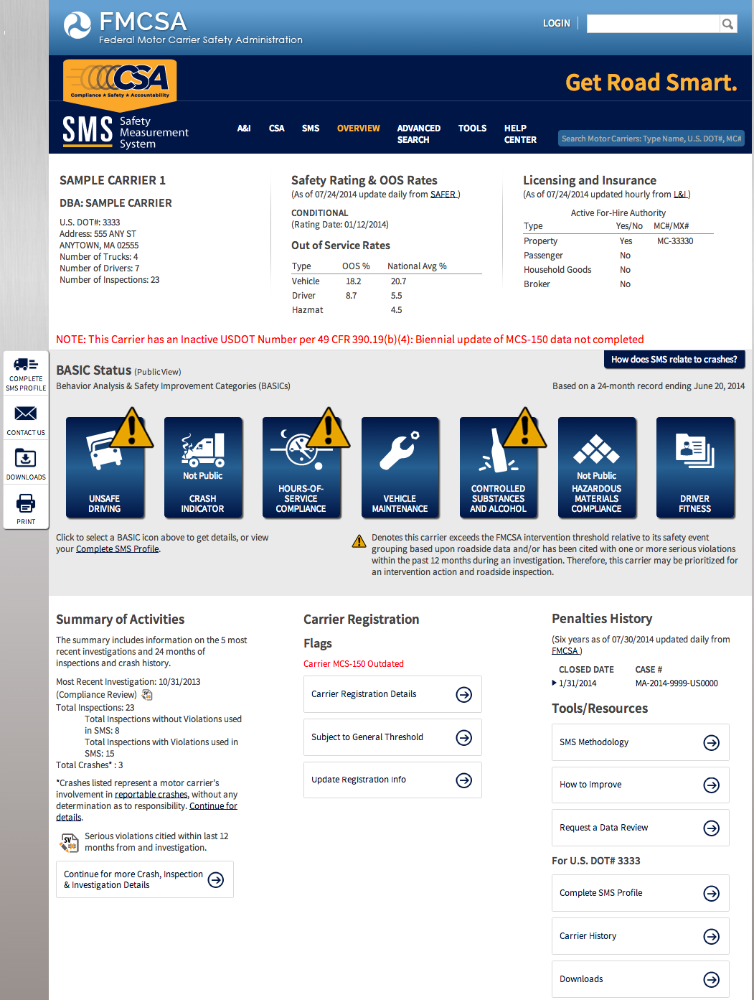 FMCSA
Federal Motor Carrier Safety Administration
LOGIN
CSA
Compliance ★ Safety ★ Accountability
Get Road Smart.
SMS Safety Measurement System
A&I CSA SMS OVERVIEW ADVANCED SEARCH TOOLS HELP CENTER
Search Motor Carriers: Type Name, U.S. DOT#, MC#
SAMPLE CARRIER 1
DBA: SAMPLE CARRIER
U.S. DOT#: 3333
Address: 555 ANY ST
ANYTOWN, MA 02555
Number of Trucks: 4
Number of Drivers: 7
Number of Inspections: 23
Safety Rating & OOS Rates
(As of 07/24/2014 update daily from SAFER )
CONDITIONAL
(Rating Date: 01/12/2014)
Out of Service Rates
Type OOS % National Avg %
Vehicle 18.2 20.7
Driver 8.7 5.5
Hazmat 4.5
Licensing and Insurance
(As of 07/24/2014 updated hourly from L&I )
Active For-Hire Authority
Type Yes/No MC#/MX#
Property Yes MC-33330
Passenger No
Household Goods No
Broker No
NOTE: This Carrier has an Inactive USDOT Number per 49 CFR 390.19(b)(4): Biennial update of MCS-150 data not completed
COMPLETE
SMS PROFILE
CONTACT US
DOWNLOADS
PRINT
How does SMS relate to crashes?
BASIC Status (Public View)
Behavior Analysis & Safety Improvement Categories (BASICs)
Based on a 24-month record ending June 20, 2014
UNSAFE
DRIVING
Not Public
CRASH
INDICATOR
HOURS-OF-
SERVICE
COMPLIANCE
VEHICLE
MAINTENANCE
CONTROLLED
SUBSTANCES
AND ALCOHOL
Not Public
HAZARDOUS
MATERIALS
COMPLIANCE
DRIVER
FITNESS
Click to select a BASIC icon above to get details, or view
your Complete SMS Profile.
Denotes this carrier exceeds the FMCSA intervention threshold relative to its safety event
grouping based upon roadside data and/or has been cited with one or more serious violations
within the past 12 months during an investigation. Therefore, this carrier may be prioritized for
an intervention action and roadside inspection.
Summary of Activities
The summary includes information on the 5 most
recent investigations and 24 months of
inspections and crash history.
Most Recent Investigation: 10/31/2013
(Compliance Review) SV
Total Inspections: 23
Total Inspections without Violations used
in SMS: 8
Total Inspections with Violations used in
SMS: 15
Total Crashes* : 3
*Crashes listed represent a motor carrier's
involvement in reportable crashes, without any
determination as to responsibility. Continue for
details.
SV
Serious violations citied within last 12
months from and investigation.
Continue for more Crash, Inspection
& Investigation Details
Carrier Registration
Flags
Carrier MCS-150 Outdated
Carrier Registration Details
Subject to General Threshold
Update Registration Info
Penalties History
(Six years as of 07/30/2014 updated daily from
FMCSA )
CLOSED DATE CASE #
1/31/2014 MA-2014-9999-US0000
Tools/Resources
SMS Methodology
How to Improve
Request a Data Review
For U.S. DOT# 3333
Complete SMS Profile
Carrier History
Downloads